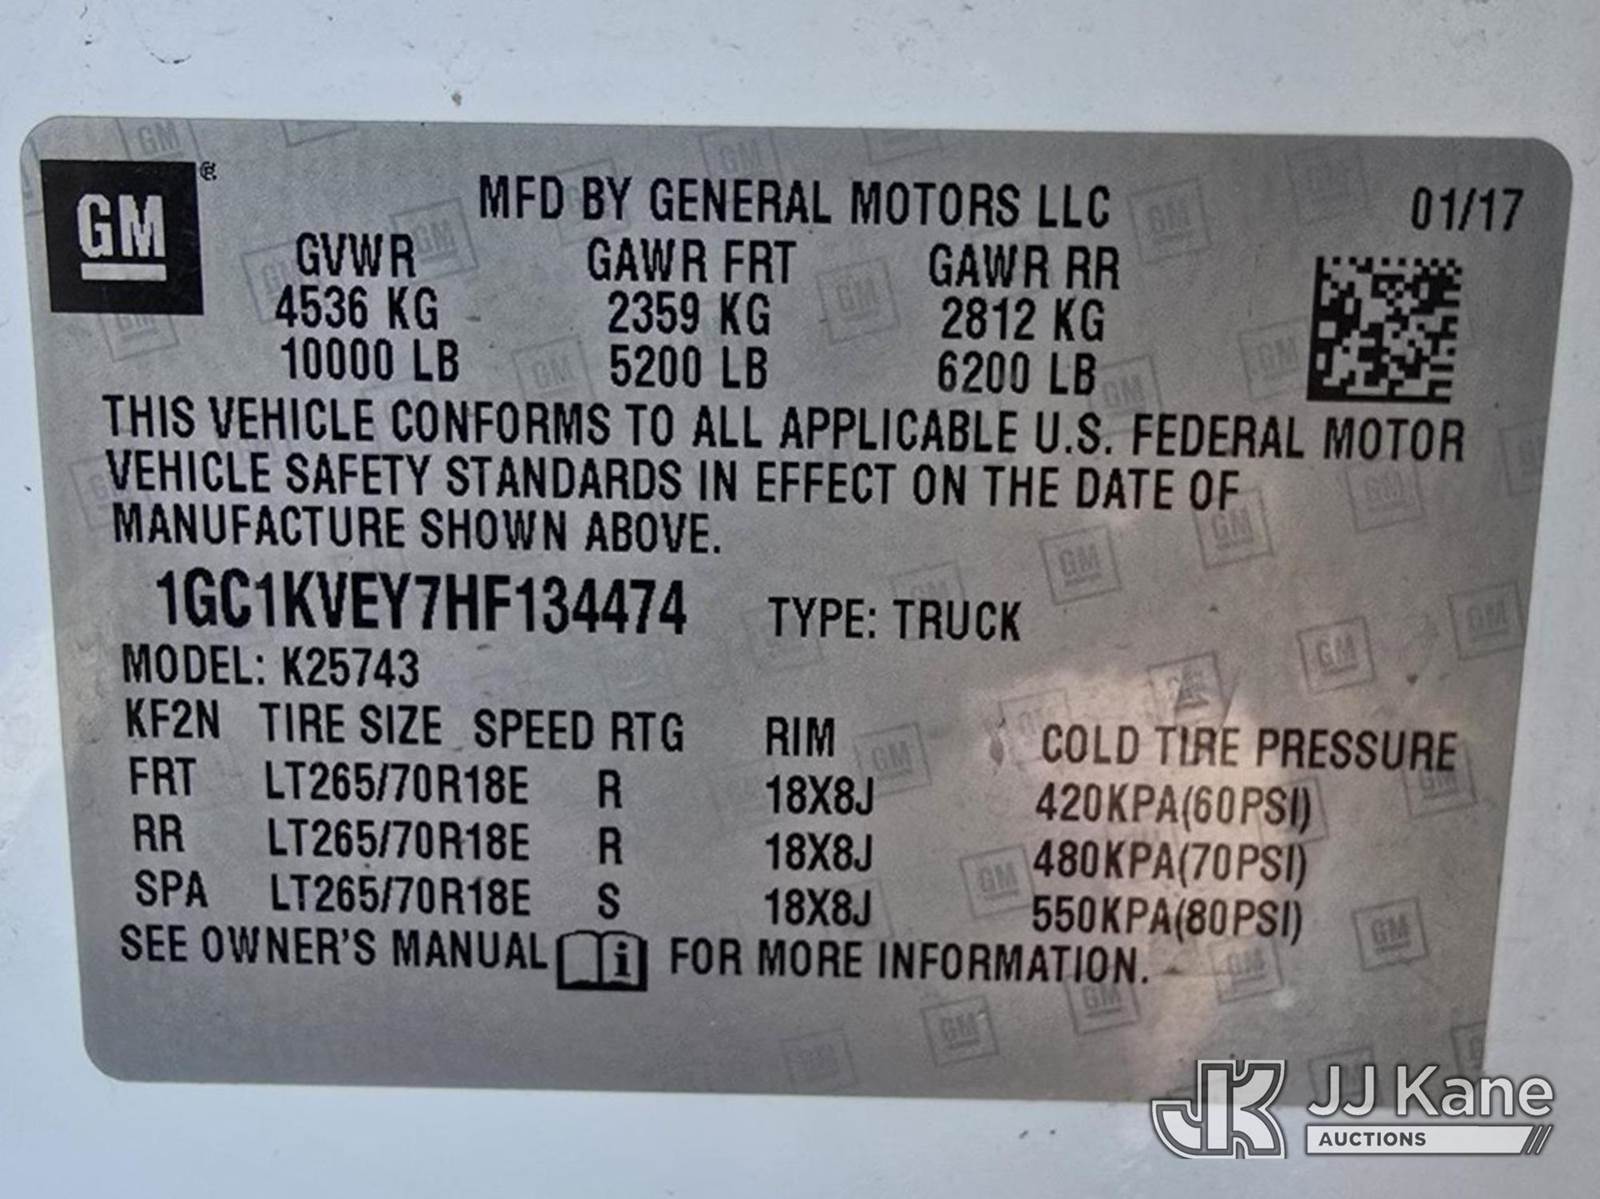 GM
MFD BY GENERAL MOTORS LLC 01/17
GVWR GAWR FRT GAWR RR
4536 KG 2359 KG 2812 KG
10000 LB 5200 LB 6200 LB
THIS VEHICLE CONFORMS TO ALL APPLICABLE U.S. FEDERAL MOTOR
VEHICLE SAFETY STANDARDS IN EFFECT ON THE DATE OF
MANUFACTURE SHOWN ABOVE.
1GC1KVEY7HF134474 TYPE: TRUCK
MODEL: K25743
KF2N TIRE SIZE SPEED RTG RIM COLD TIRE PRESSURE
FRT LT265/70R18E R 18X8J 420KPA(60PSI)
RR LT265/70R18E R 18X8J 480KPA(70PSI)
SPA LT265/70R18E S 18X8J 550KPA(80PSI)
SEE OWNER'S MANUAL i FOR MORE INFORMATION.
JK JJ Kane
AUCTIONS